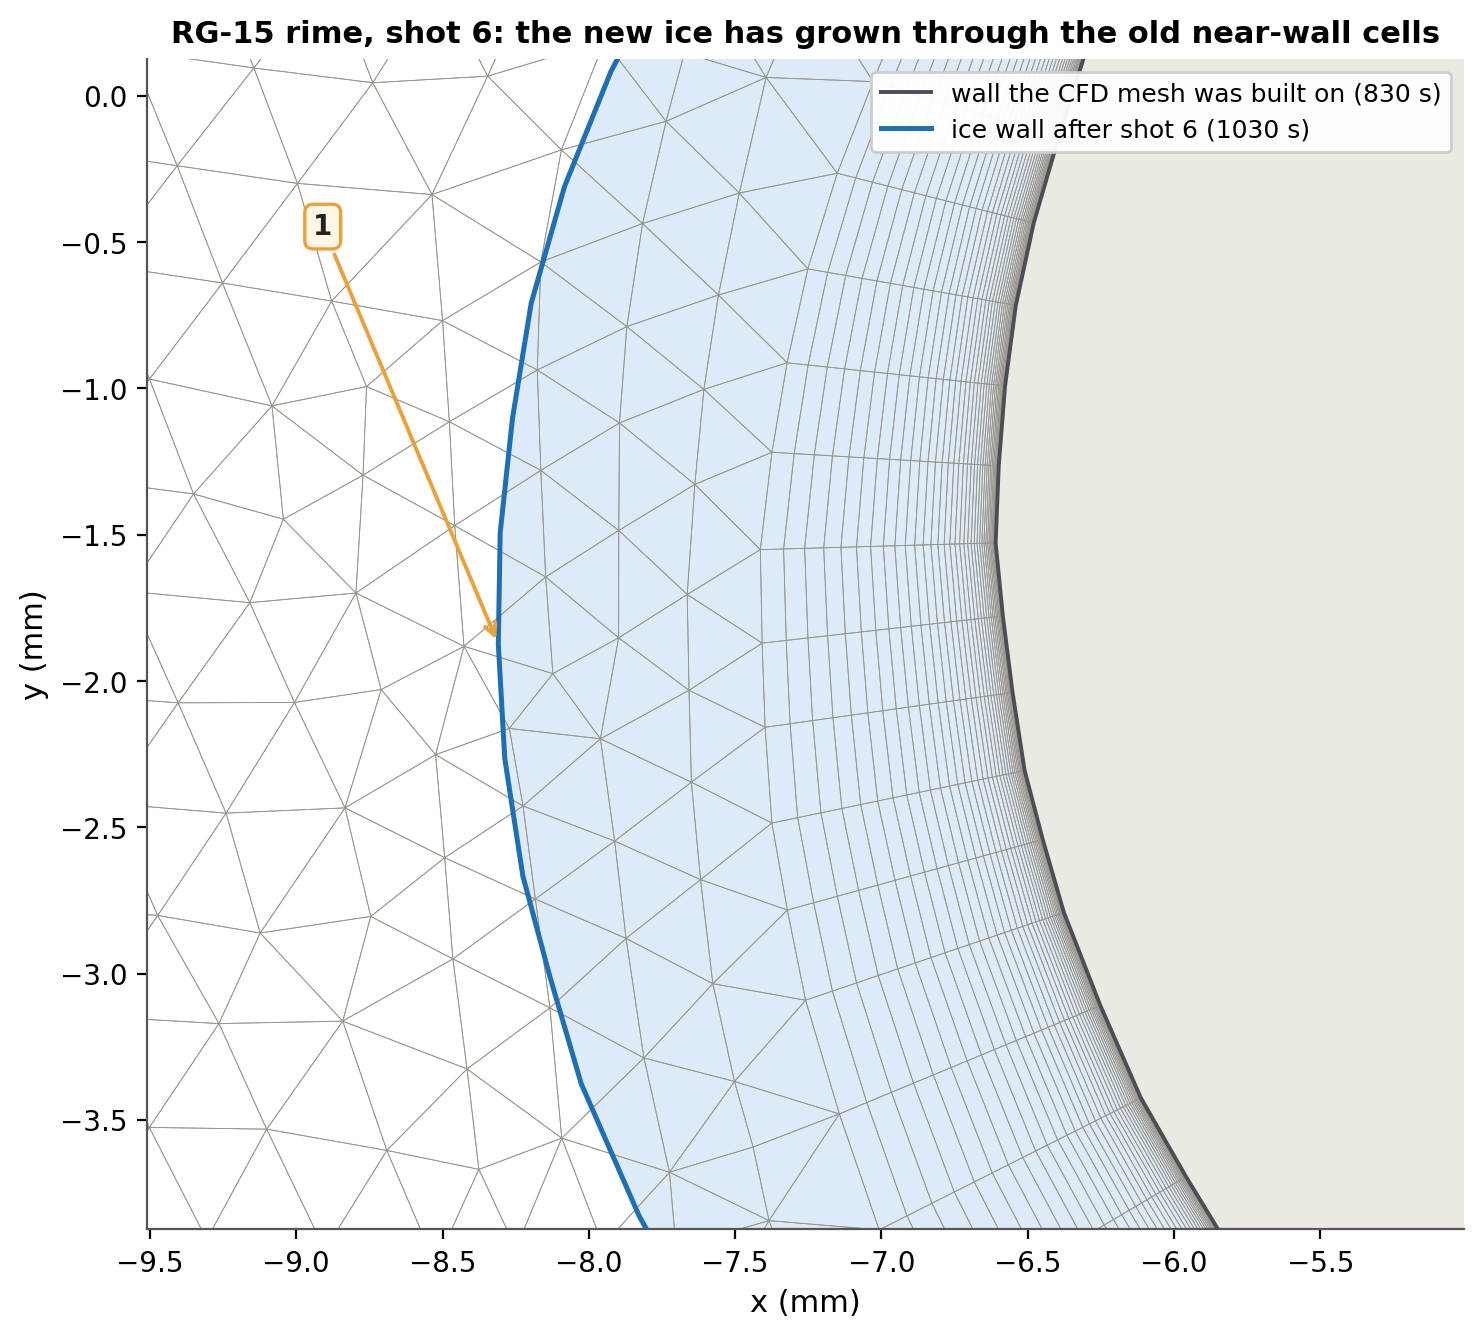 RG-15 rime, shot 6: the new ice has grown through the old near-wall cells
wall the CFD mesh was built on (830 s)
ice wall after shot 6 (1030 s)
1
y (mm)
0.0
−0.5
−1.0
−1.5
−2.0
−2.5
−3.0
−3.5
−9.5 −9.0 −8.5 −8.0 −7.5 −7.0 −6.5 −6.0 −5.5
x (mm)